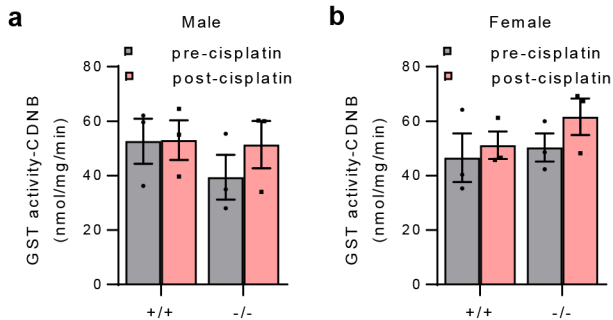 a
Male
pre-cisplatin
post-cisplatin
GST activity-CDNB
(nmol/mg/min)
80
60
40
20
0
+/+
-/-
b
Female
pre-cisplatin
post-cisplatin
GST activity-CDNB
(nmol/mg/min)
80
60
40
20
0
+/+
-/-